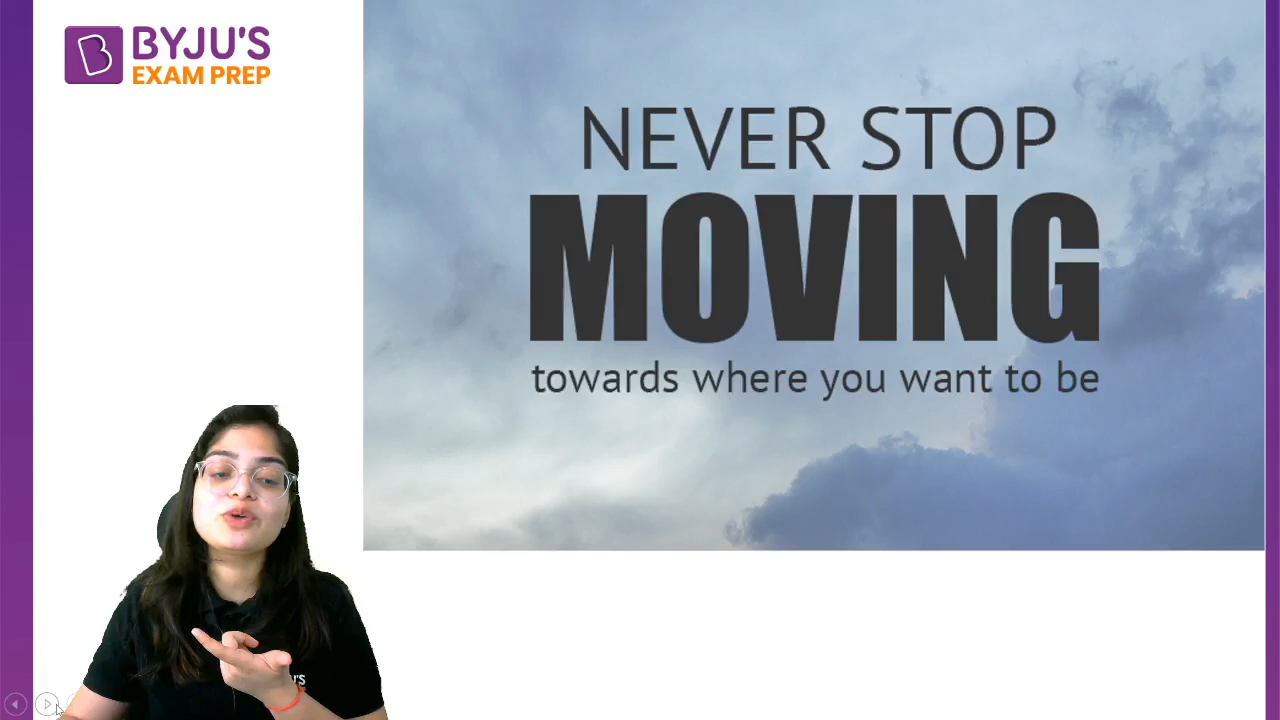 BYJU'S
EXAM PREP
NEVER STOP
MOVING
towards where you want to be